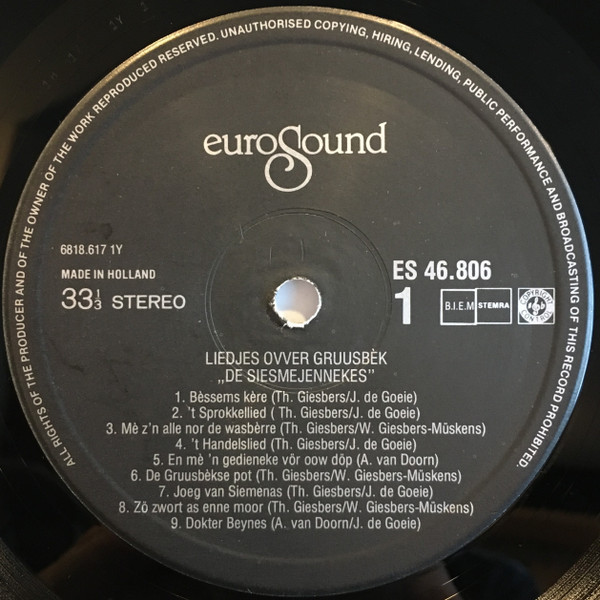 ALL RIGHTS OF THE PRODUCER AND OF THE OWNER OF THE WORK REPRODUCED RESERVED. UNAUTHORISED COPYING, HIRING, LENDING, PUBLIC PERFORMANCE AND BROADCASTING OF THIS RECORD PROHIBITED.
euroSound
6818.617 1Y
MADE IN HOLLAND
33⅓ STEREO
ES 46.806
1
B.I.E.M
STEMRA
COPYRIGHT CONTROL
LIEDJES OVVER GRUUSBÈK
„DE SIESMEJENNEKES”
1. Bèssems kère (Th. Giesbers/J. de Goeie)
2. 't Sprokkellied ( Th. Giesbers/J. de Goeie)
3. Mè z'n alle nor de wasbèrre (Th. Giesbers/W. Giesbers-Mūskens)
4. 't Handelslied (Th. Giesbers/J. de Goeie)
5. En mè 'n gedieneke vör oow döp (A. van Doorn)
6. De Gruusbèkse pot (Th. Giesbers/W. Giesbers-Mūskens)
7. Joeg van Siemenas (Th. Giesbers/J. de Goeie)
8. Zö zwort as enne moor (Th. Giesbers/W. Giesbers-Mūskens)
9. Dokter Beynes (A. van Doorn/J. de Goeie)